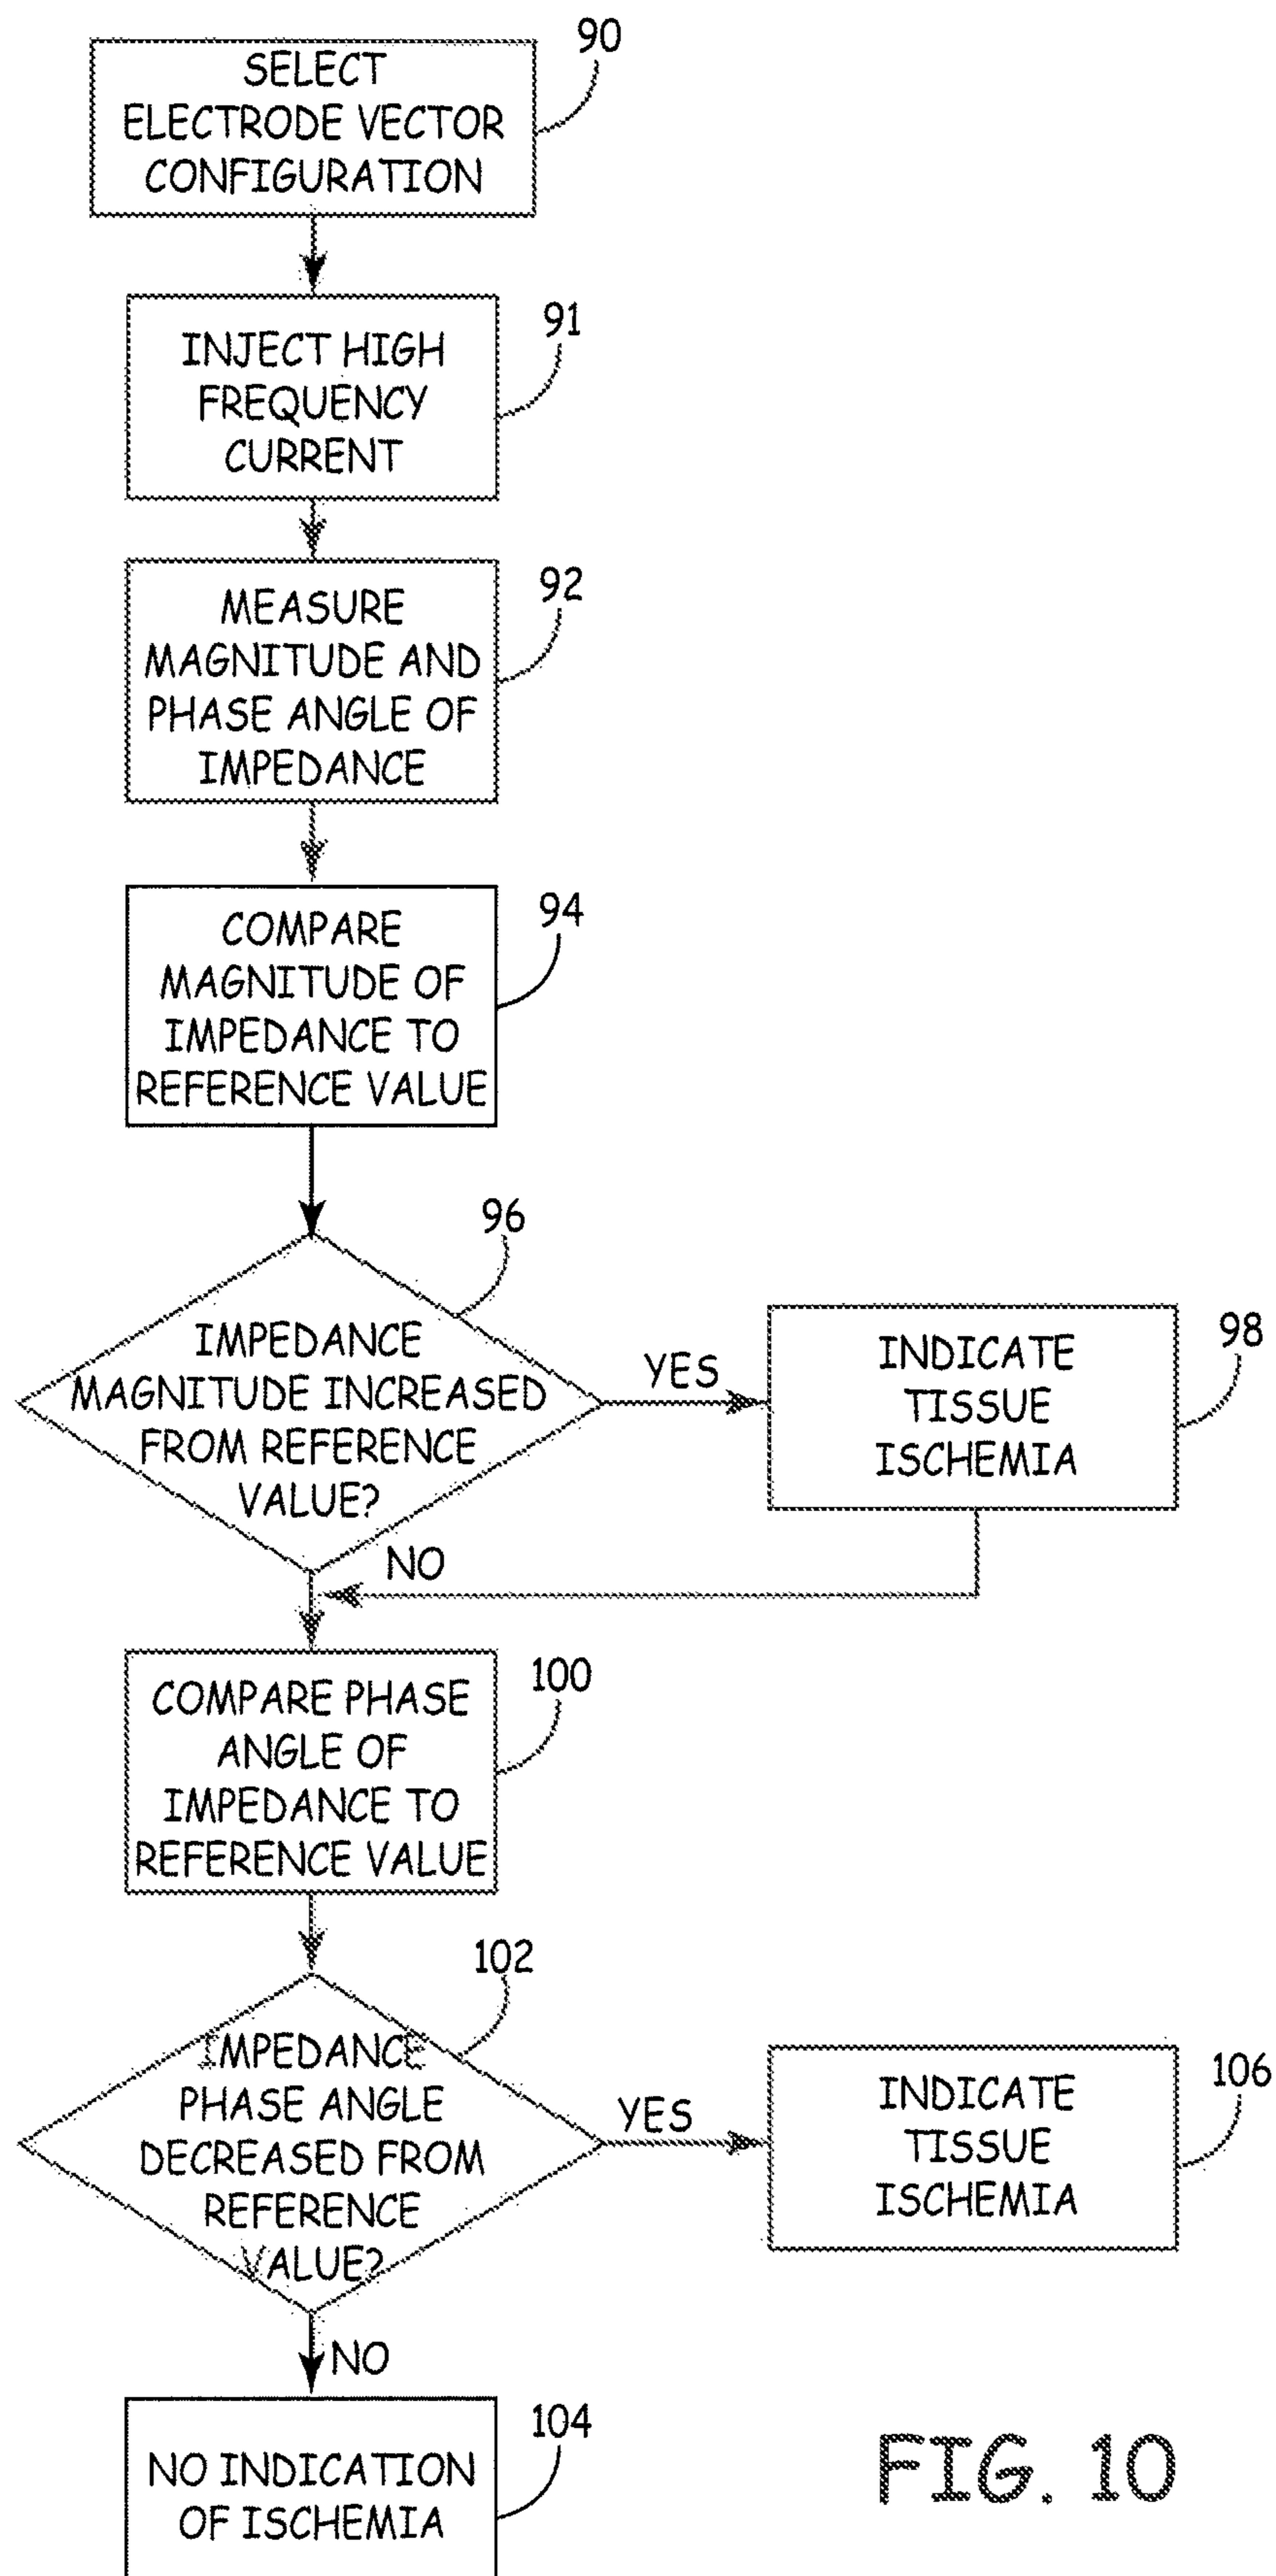 90
SELECT
ELECTRODE VECTOR
CONFIGURATION
91
INJECT HIGH
FREQUENCY
CURRENT
92
MEASURE
MAGNITUDE AND
PHASE ANGLE OF
IMPEDANCE
94
COMPARE
MAGNITUDE OF
IMPEDANCE TO
REFERENCE VALUE
96
IMPEDANCE
MAGNITUDE INCREASED
FROM REFERENCE
VALUE?
YES
98
INDICATE
TISSUE
ISCHEMIA
NO
100
COMPARE PHASE
ANGLE OF
IMPEDANCE TO
REFERENCE VALUE
102
IMPEDANCE
PHASE ANGLE
DECREASED FROM
REFERENCE
VALUE?
YES
106
INDICATE
TISSUE
ISCHEMIA
NO
104
NO INDICATION
OF ISCHEMIA
FIG. 10